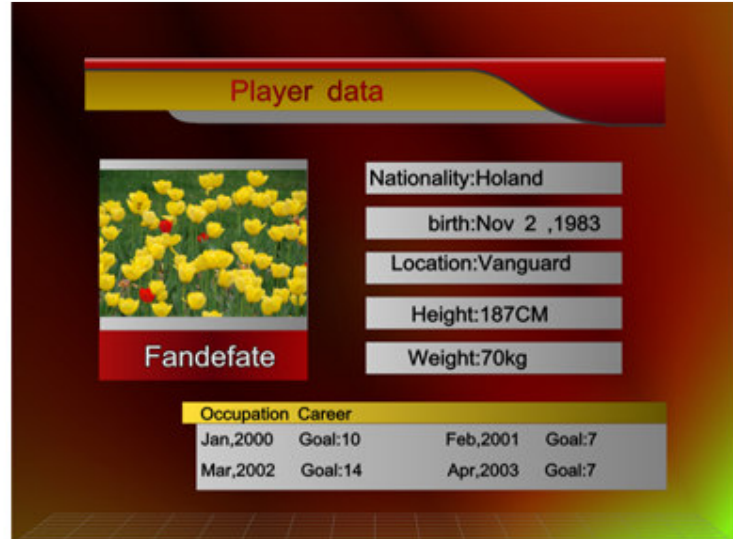 Player data
Nationality:Holand
birth:Nov 2 ,1983
Location:Vanguard
Height:187CM
Weight:70kg
Fandefate
Occupation Career
Jan,2000 Goal:10 Feb,2001 Goal:7
Mar,2002 Goal:14 Apr,2003 Goal:7